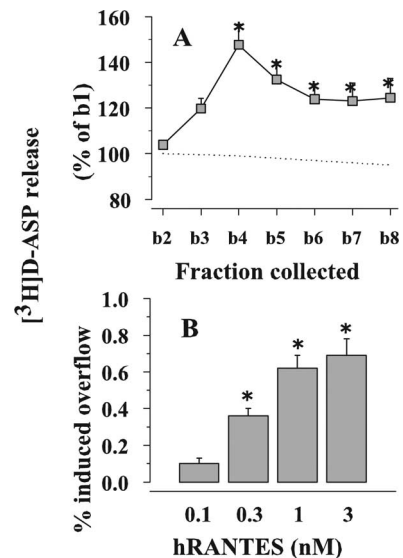 [³H]D-ASP release
(% of b1)
A
160
140
120
100
80
* * * * *
b2 b3 b4 b5 b6 b7 b8
Fraction collected
% induced overflow
B
1.0
0.8
0.6
0.4
0.2
0.0
* * *
0.1 0.3 1 3
hRANTES (nM)